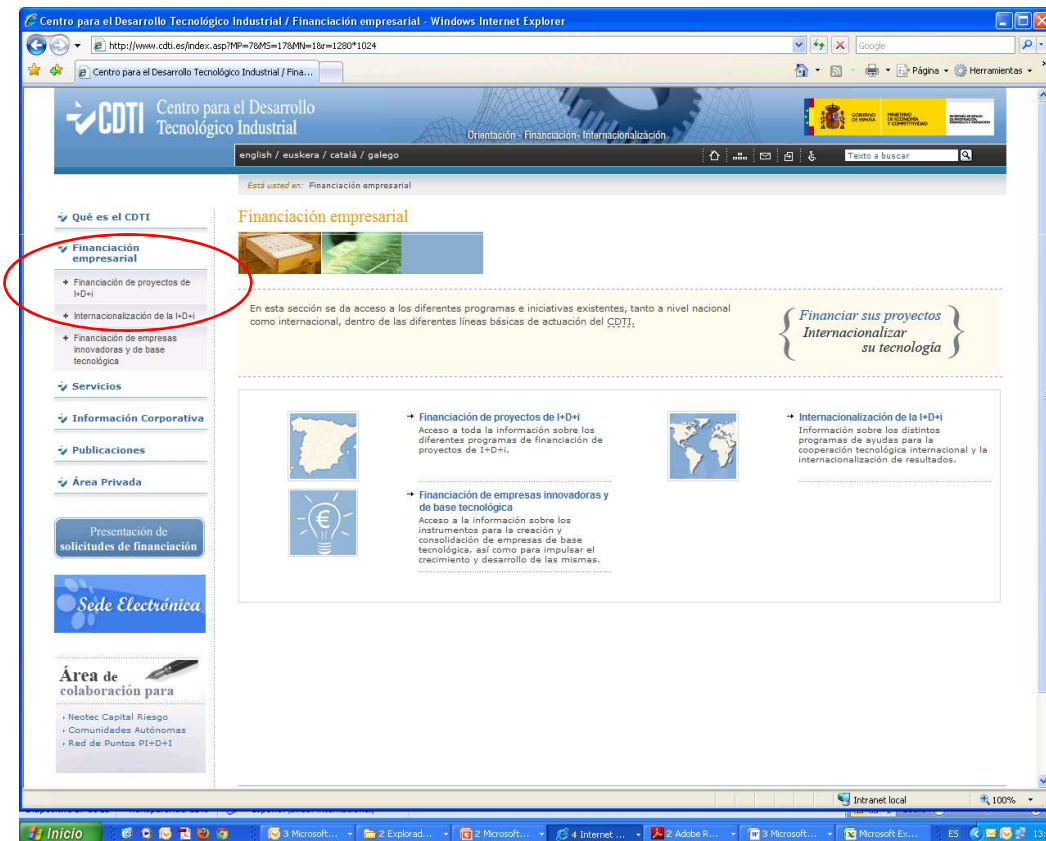 Centro para el Desarrollo Tecnológico Industrial / Financiación empresarial - Windows Internet Explorer
http://www.cdti.es/index.asp?MP=7&MS=17&MN=1&r=1280*1024
Google
Centro para el Desarrollo Tecnológico Industrial / Fina...
Página
Herramientas
CDTI
Centro para el Desarrollo
Tecnológico Industrial
Orientación - Financiación - Internacionalización
GOBIERNO
DE ESPAÑA
MINISTERIO
DE ECONOMÍA
Y COMPETITIVIDAD
english / euskera / català / galego
Texto a buscar
Está usted en: Financiación empresarial
Qué es el CDTI
Financiación
empresarial
Financiación de proyectos de
I+D+i
Internacionalización de la I+D+i
Financiación de empresas
innovadoras y de base
tecnológica
Servicios
Información Corporativa
Publicaciones
Área Privada
Presentación de
solicitudes de financiación
Sede Electrónica
Área de
colaboración para
Neotec Capital Riesgo
Comunidades Autónomas
Red de Puntos PI+D+I
Financiación empresarial
En esta sección se da acceso a los diferentes programas e iniciativas existentes, tanto a nivel nacional
como internacional, dentro de las diferentes líneas básicas de actuación del CDTI.
Financiar sus proyectos
Internacionalizar
su tecnología
Financiación de proyectos de I+D+i
Acceso a toda la información sobre los
diferentes programas de financiación de
proyectos de I+D+i.
Internacionalización de la I+D+i
Información sobre los distintos
programas de ayudas para la
cooperación tecnológica internacional y la
internacionalización de resultados.
Financiación de empresas innovadoras y
de base tecnológica
Acceso a la información sobre los
instrumentos para la creación y
consolidación de empresas de base
tecnológica, así como para impulsar el
crecimiento y desarrollo de las mismas.
Intranet local
100%
Inicio
3 Microsoft...
2 Explorad...
2 Microsoft...
4 Internet ...
2 Adobe R...
3 Microsoft...
Microsoft Ex...
ES
13: